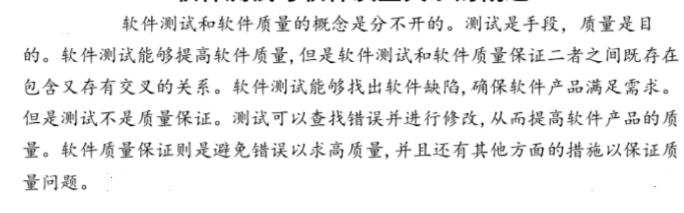 软件测试和软件质量的概念是分不开的。测试是手段，质量是目
的。软件测试能够提高软件质量，但是软件测试和软件质量保证二者之间既存在
包含又存有交叉的关系。软件测试能够找出软件缺陷，确保软件产品满足需求。
但是测试不是质量保证。测试可以查找错误并进行修改，从而提高软件产品的质
量。软件质量保证则是避免错误以求高质量，并且还有其他方面的措施以保证质
量问题。